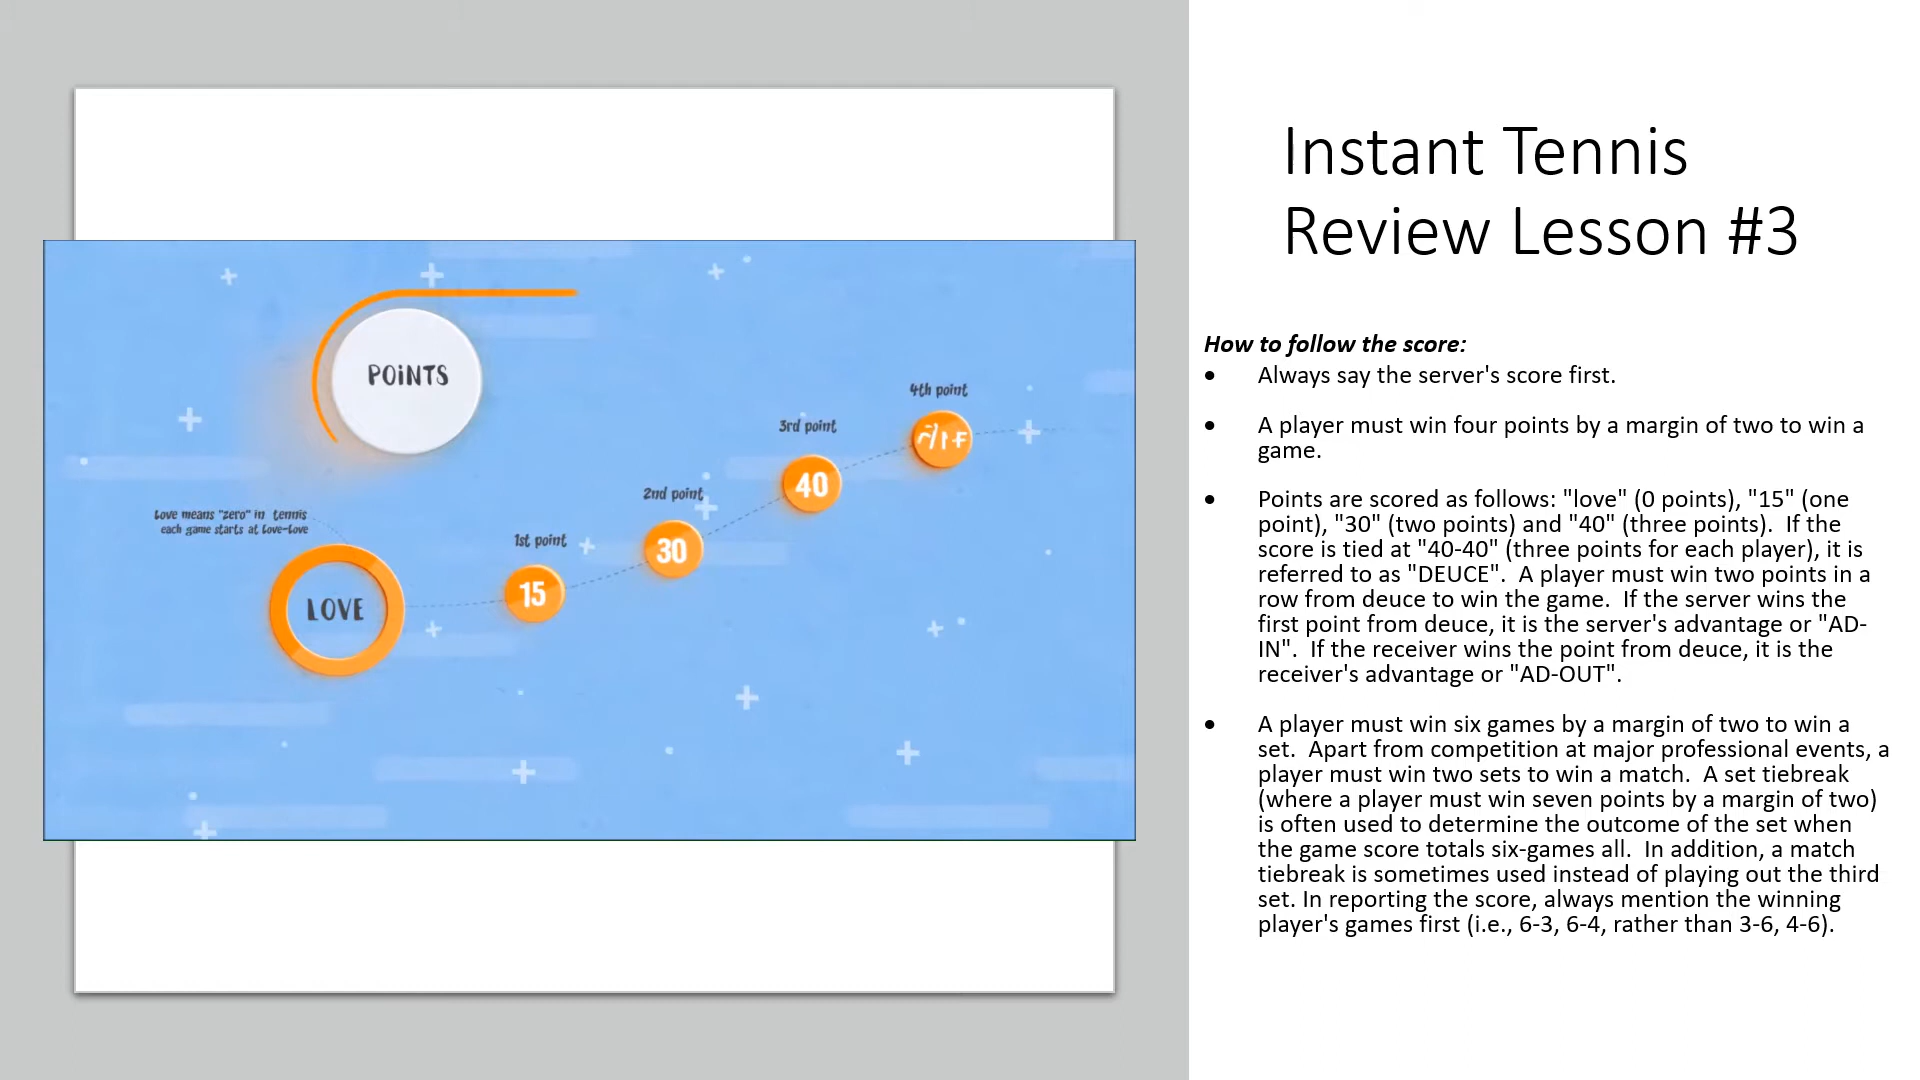 Instant Tennis
Review Lesson #3
POiNTS
4th point
3rd point
40
2nd point
30
Love means "zero" in tennis
each game starts at Love-Love
1st point
15
LOVE
How to follow the score:
• Always say the server's score first.
• A player must win four points by a margin of two to win a
game.
• Points are scored as follows: "love" (0 points), "15" (one
point), "30" (two points) and "40" (three points).  If the
score is tied at "40-40" (three points for each player), it is
referred to as "DEUCE".  A player must win two points in a
row from deuce to win the game.  If the server wins the
first point from deuce, it is the server's advantage or "AD-
IN".  If the receiver wins the point from deuce, it is the
receiver's advantage or "AD-OUT".
• A player must win six games by a margin of two to win a
set.  Apart from competition at major professional events, a
player must win two sets to win a match.  A set tiebreak
(where a player must win seven points by a margin of two)
is often used to determine the outcome of the set when
the game score totals six-games all.  In addition, a match
tiebreak is sometimes used instead of playing out the third
set. In reporting the score, always mention the winning
player's games first (i.e., 6-3, 6-4, rather than 3-6, 4-6).